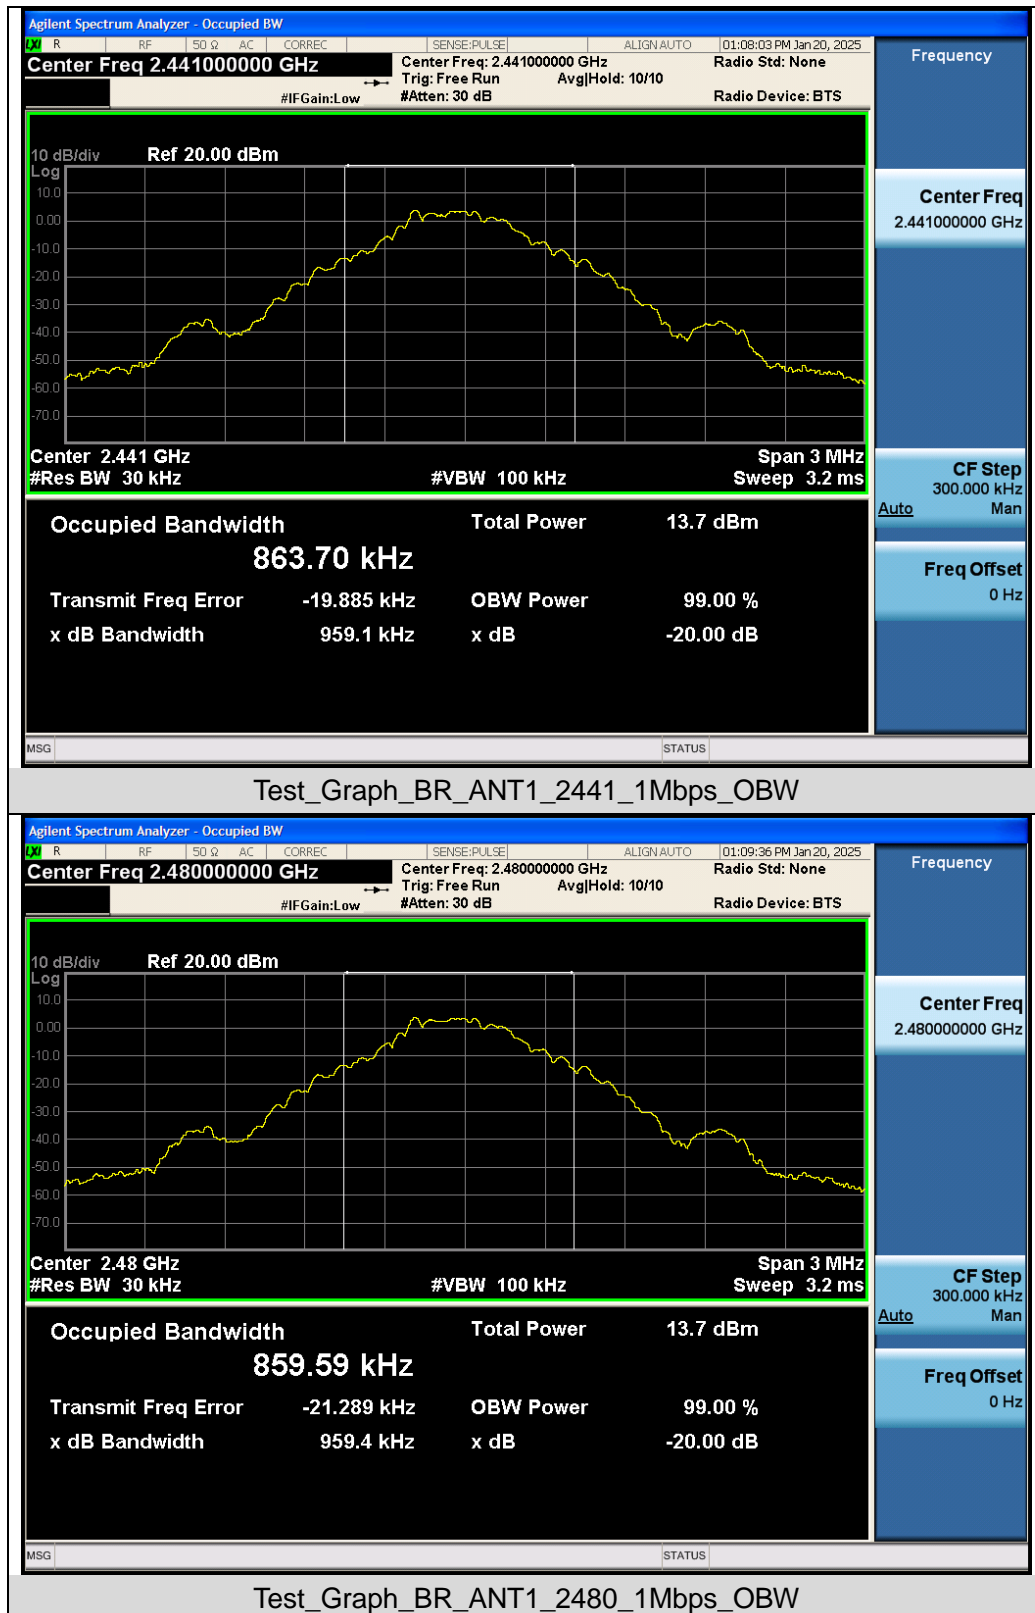 Agilent Spectrum Analyzer - Occupied BW
LXI R RF 50 Ω AC CORREC SENSE:PULSE ALIGN AUTO 01:08:03 PM Jan 20, 2025
Center Freq 2.441000000 GHz Center Freq: 2.441000000 GHz Radio Std: None Frequency
Trig: Free Run Avg|Hold: 10/10
#IFGain:Low #Atten: 30 dB Radio Device: BTS
10 dB/div Ref 20.00 dBm
Log
10.0
0.00
-10.0
-20.0
-30.0
-40.0
-50.0
-60.0
-70.0
Center Freq
2.441000000 GHz
Center 2.441 GHz Span 3 MHz
#Res BW 30 kHz #VBW 100 kHz Sweep 3.2 ms
CF Step
300.000 kHz
Auto Man
Occupied Bandwidth Total Power 13.7 dBm
863.70 kHz
Freq Offset
0 Hz
Transmit Freq Error -19.885 kHz OBW Power 99.00 %
x dB Bandwidth 959.1 kHz x dB -20.00 dB
MSG STATUS
Test_Graph_BR_ANT1_2441_1Mbps_OBW
Agilent Spectrum Analyzer - Occupied BW
LXI R RF 50 Ω AC CORREC SENSE:PULSE ALIGN AUTO 01:09:36 PM Jan 20, 2025
Center Freq 2.480000000 GHz Center Freq: 2.480000000 GHz Radio Std: None Frequency
Trig: Free Run Avg|Hold: 10/10
#IFGain:Low #Atten: 30 dB Radio Device: BTS
10 dB/div Ref 20.00 dBm
Log
10.0
0.00
-10.0
-20.0
-30.0
-40.0
-50.0
-60.0
-70.0
Center Freq
2.480000000 GHz
Center 2.48 GHz Span 3 MHz
#Res BW 30 kHz #VBW 100 kHz Sweep 3.2 ms
CF Step
300.000 kHz
Auto Man
Occupied Bandwidth Total Power 13.7 dBm
859.59 kHz
Freq Offset
0 Hz
Transmit Freq Error -21.289 kHz OBW Power 99.00 %
x dB Bandwidth 959.4 kHz x dB -20.00 dB
MSG STATUS
Test_Graph_BR_ANT1_2480_1Mbps_OBW